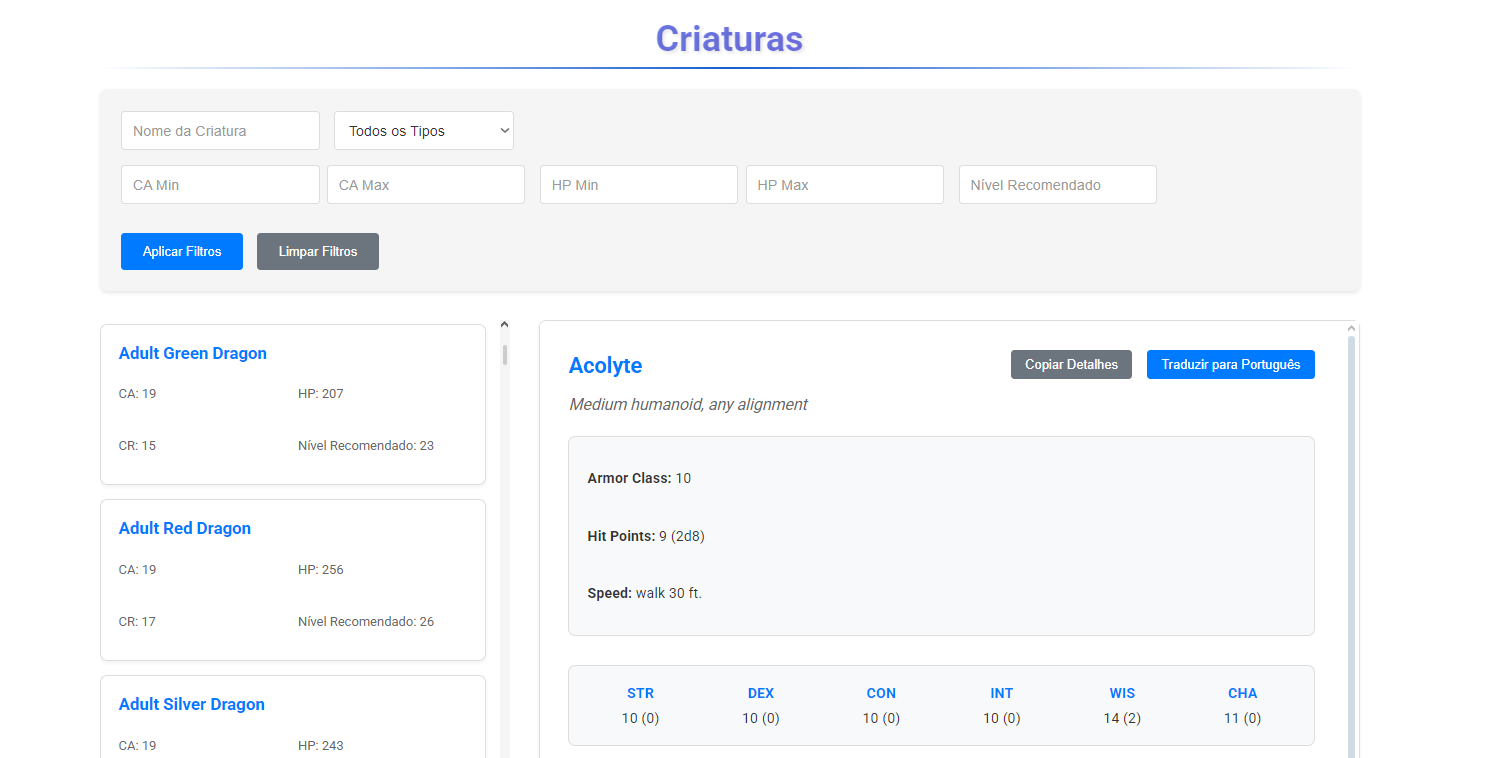 Criaturas
Nome da Criatura
Todos os Tipos
CA Min
CA Max
HP Min
HP Max
Nível Recomendado
Aplicar Filtros
Limpar Filtros
Adult Green Dragon
CA: 19
HP: 207
CR: 15
Nível Recomendado: 23
Adult Red Dragon
CA: 19
HP: 256
CR: 17
Nível Recomendado: 26
Adult Silver Dragon
CA: 19
HP: 243
Acolyte
Copiar Detalhes
Traduzir para Português
Medium humanoid, any alignment
Armor Class: 10
Hit Points: 9 (2d8)
Speed: walk 30 ft.
STR DEX CON INT WIS CHA
10 (0) 10 (0) 10 (0) 10 (0) 14 (2) 11 (0)